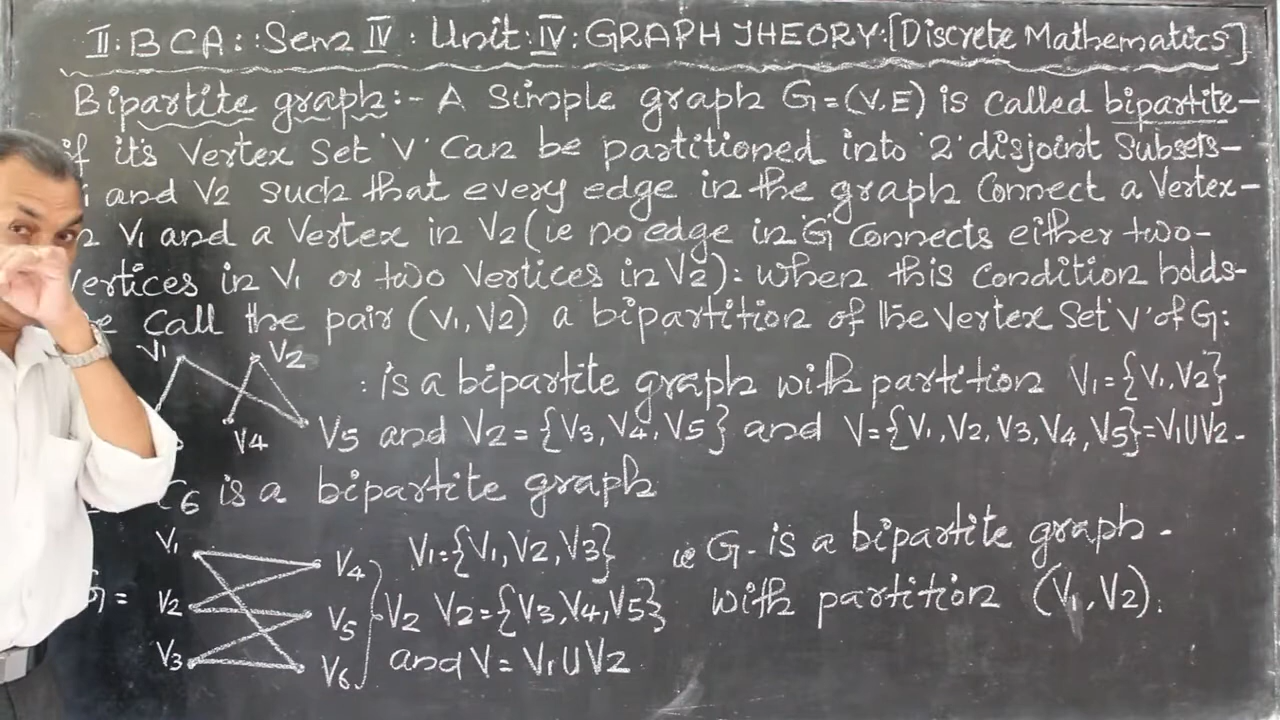 II: BCA:: Sem IV: Unit: IV: GRAPH THEORY:[Discrete Mathematics]
Bipartite graph:- A Simple graph G=(V.E) is called bipartite-
if its Vertex Set 'V' Can be partitioned into '2' disjoint Subsets-
and V2 such that every edge in the graph Connect a Vertex-
V1 and a Vertex in V2 (ie no edge in 'G' Connects either two-
Vertices in V1 or two Vertices in V2): when this Condition holds-
Call the pair (V1, V2) a bipartition of the Vertex Set 'V' of G:
V1 V2
: is a bipartite graph with partition V1={V1, V2}
V4 V5 and V2={V3, V4, V5} and V={V1, V2, V3, V4, V5}=V1UV2-
C6 is a bipartite graph
V1 V4 V1={V1, V2, V3} ie G- is a bipartite graph-
G= V2 V5 V2 V2={V3, V4, V5} with partition (V1, V2).
V3 V6 and V= V1UV2